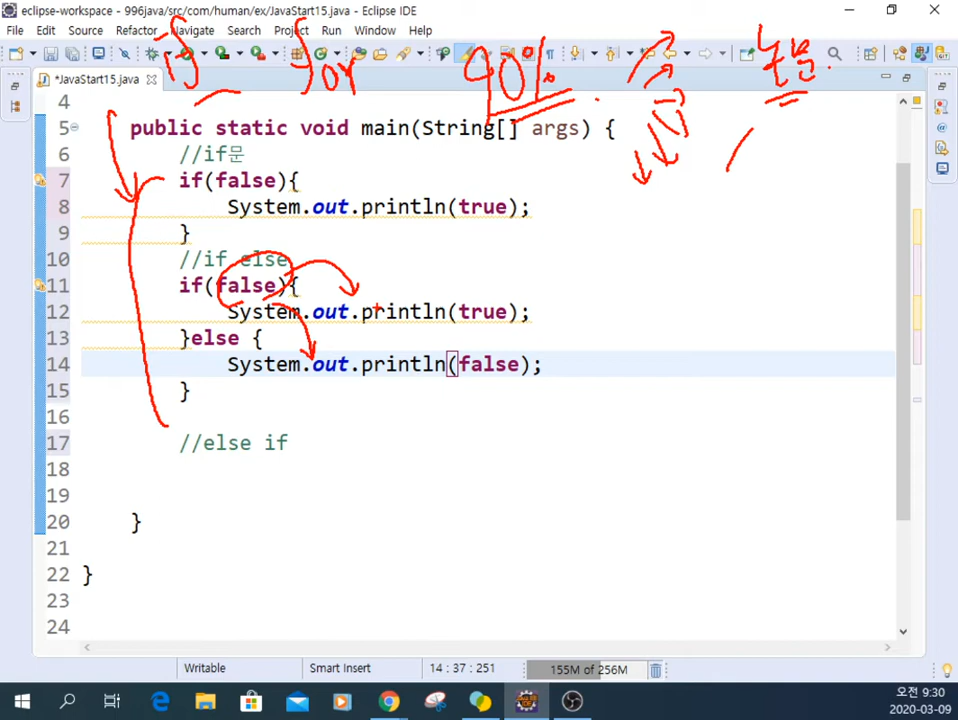 eclipse-workspace - 996java/src/com/human/ex/JavaStart15.java - Eclipse IDE
File Edit Source Refactor Navigate Search Project Run Window Help
if for 90%
*JavaStart15.java
4
5 public static void main(String[] args) {
6 //if문
7 if(false){
8 System.out.println(true);
9 }
10 //if else
11 if(false){
12 System.out.println(true);
13 }else {
14 System.out.println(false);
15 }
16
17 //else if
18
19
20 }
21
22 }
23
24
Writable Smart Insert 14 : 37 : 251 155M of 256M
오전 9:30
2020-03-09